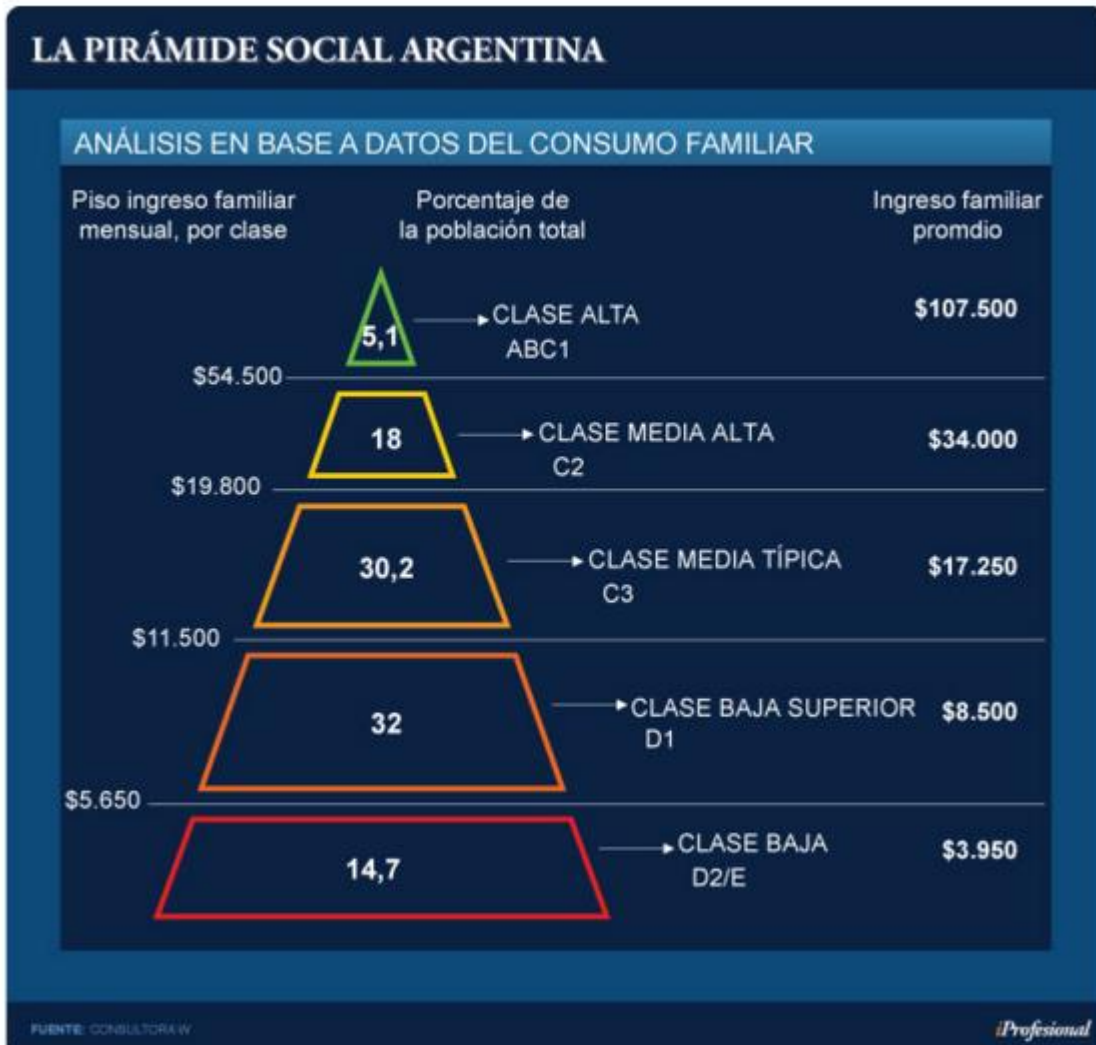 LA PIRÁMIDE SOCIAL ARGENTINA
ANÁLISIS EN BASE A DATOS DEL CONSUMO FAMILIAR
Piso ingreso familiar
mensual, por clase
Porcentaje de
la población total
Ingreso familiar
promdio
5,1
CLASE ALTA
ABC1
$107.500
$54.500
18
CLASE MEDIA ALTA
C2
$34.000
$19.800
30,2
CLASE MEDIA TÍPICA
C3
$17.250
$11.500
32
CLASE BAJA SUPERIOR
D1
$8.500
$5.650
14,7
CLASE BAJA
D2/E
$3.950
FUENTE: CONSULTORA W
iProfesional